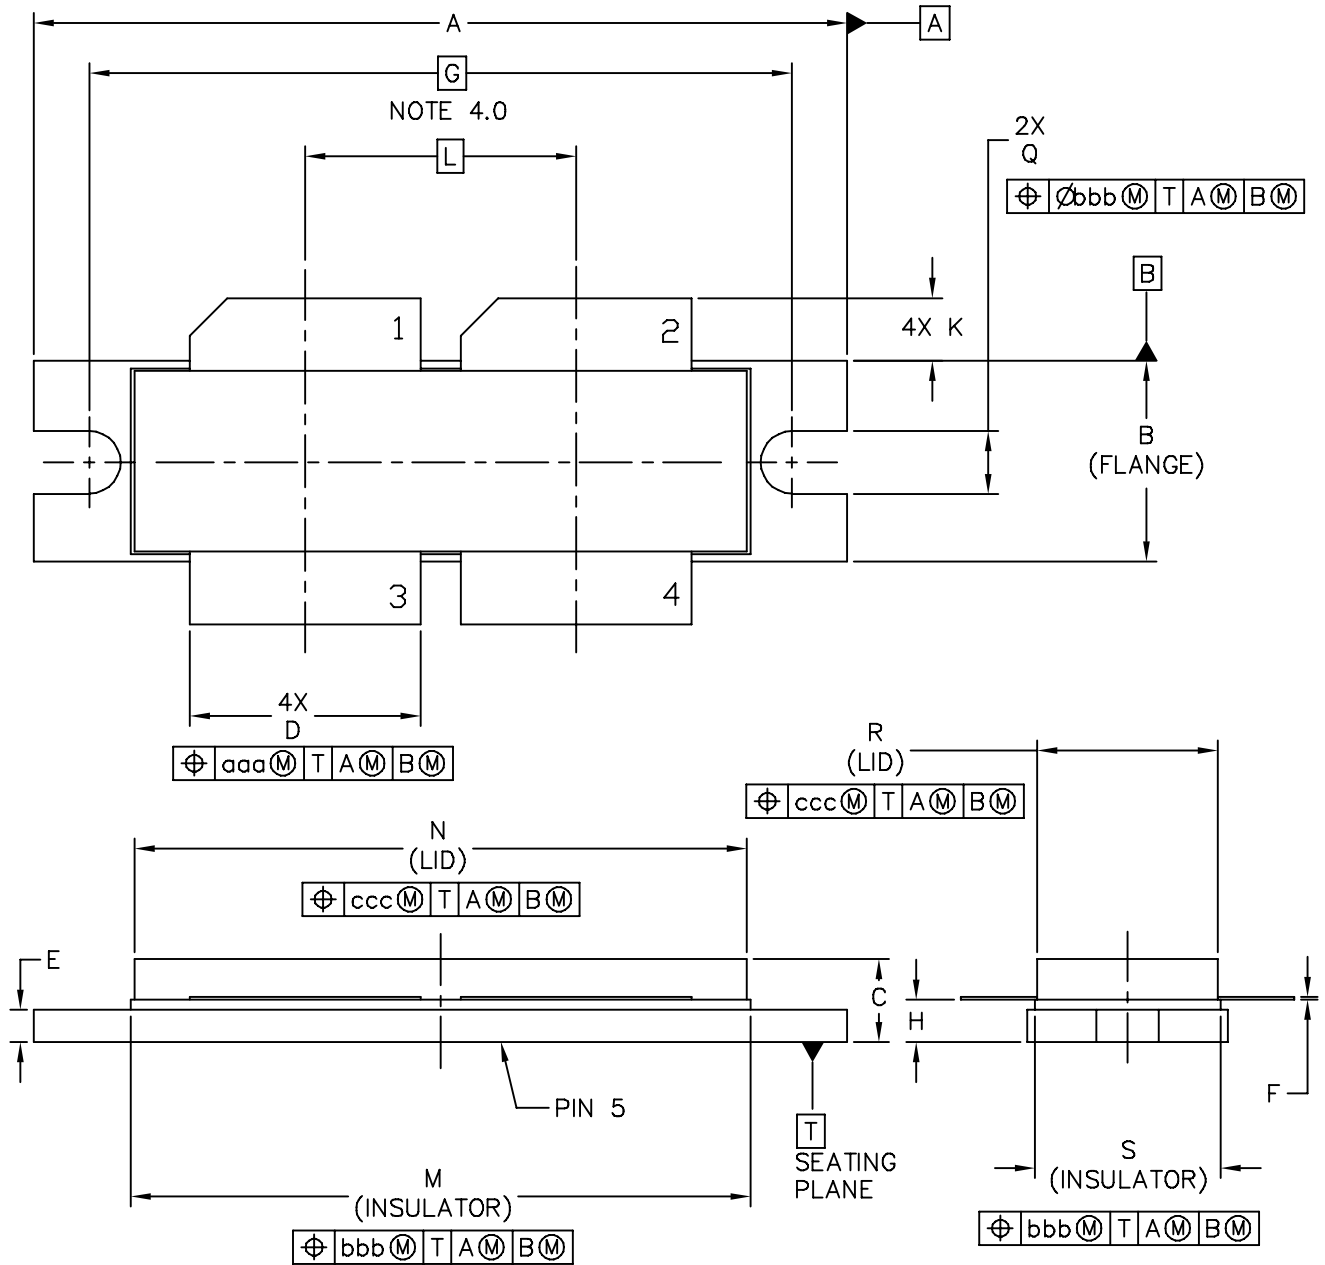 A
A
G
NOTE 4.0
L
2X
Q
⌖ Øbbb Ⓜ T A Ⓜ B Ⓜ
B
4X K
1
2
B
(FLANGE)
3
4
4X
D
⌖ aaa Ⓜ T A Ⓜ B Ⓜ
R
(LID)
⌖ ccc Ⓜ T A Ⓜ B Ⓜ
N
(LID)
⌖ ccc Ⓜ T A Ⓜ B Ⓜ
E
C
H
F
PIN 5
T
SEATING
PLANE
M
(INSULATOR)
⌖ bbb Ⓜ T A Ⓜ B Ⓜ
S
(INSULATOR)
⌖ bbb Ⓜ T A Ⓜ B Ⓜ